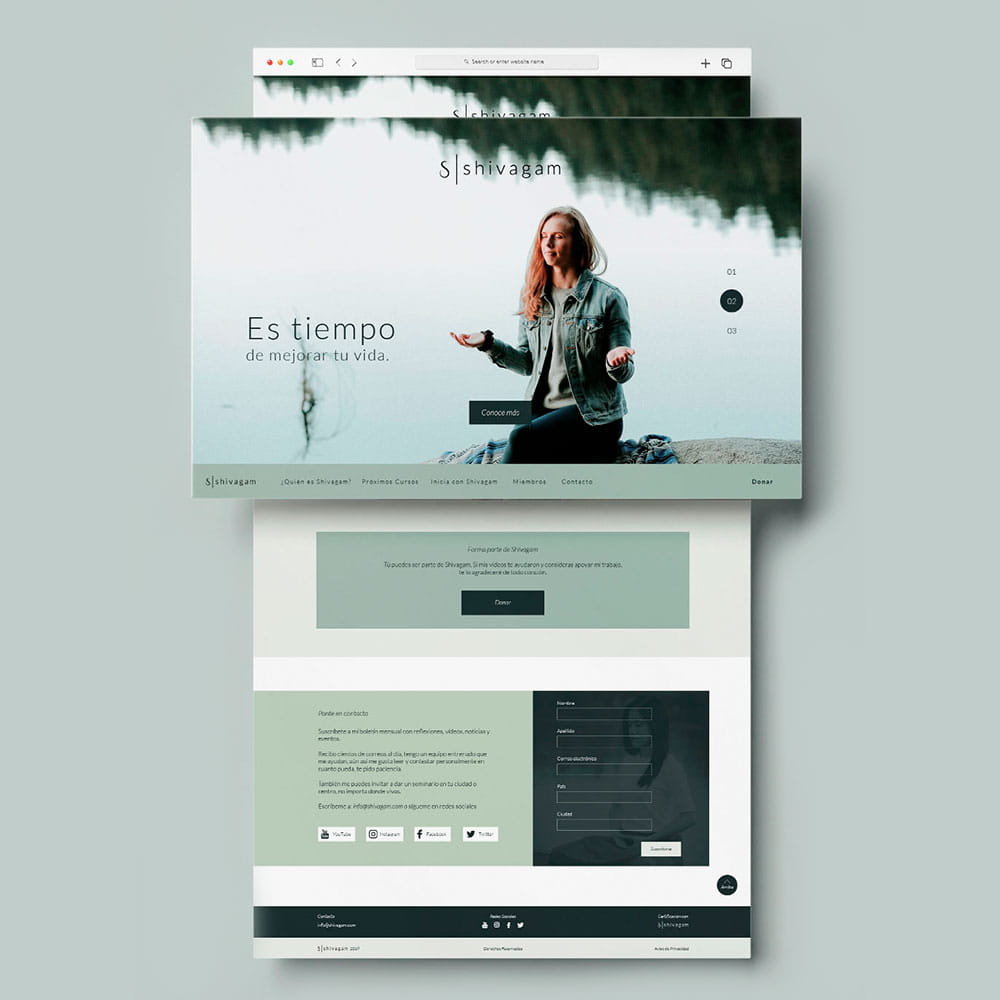 Search or enter website name
shivagam
S|shivagam
01
02
03
Es tiempo
de mejorar tu vida.
Conoce más
S|shivagam
¿Quién es Shivagam?
Próximos Cursos
Inicia con Shivagam
Miembros
Contacto
Donar
Forma parte de Shivagam
Tú puedes ser parte de Shivagam. Si mis videos te ayudaron y consideras apoyar mi trabajo,
te lo agradeceré de todo corazón.
Donar
Ponte en contacto
Suscríbete a mi boletín mensual con reflexiones, videos, noticias y
eventos.
Recibo cientos de correos al día, tengo un equipo entrenado que
me ayudan, aún así me gusta leer y contestar personalmente en
cuanto pueda, te pido paciencia.
También me puedes invitar a dar un seminario en tu ciudad o
centro, no importa donde vivas.
Escríbeme a: info@shivagam.com o sígueme en redes sociales
YouTube
Instagram
Facebook
Twitter
Nombre
Apellido
Correo electrónico
País
Ciudad
Suscribirme
Arriba
Contacto
info@shivagam.com
Redes Sociales
S|shivagam
S|shivagam 2019
Derechos Reservados
Aviso de Privacidad